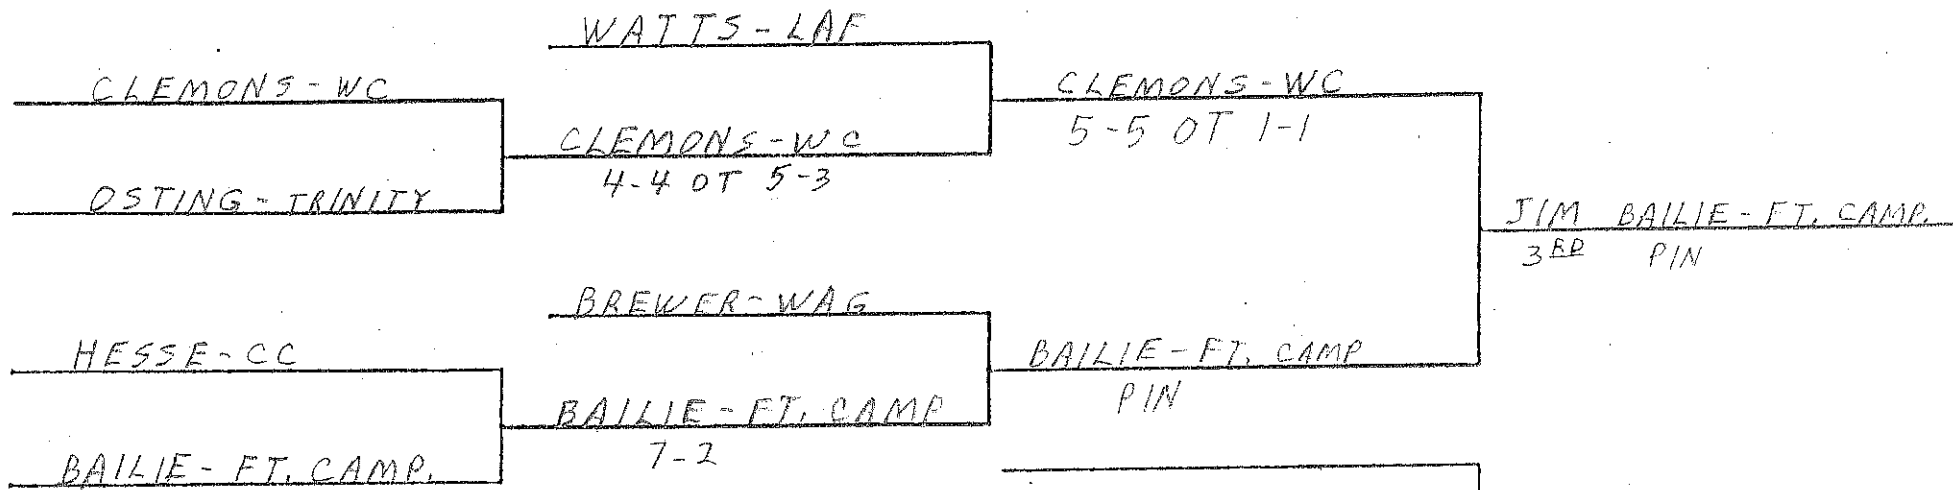 WATTS - LAF
CLEMONS - WC
CLEMONS - WC
5-5 OT 1-1
CLEMONS - WC
4-4 OT 5-3
OSTING - TRINITY
JIM BAILIE - FT. CAMP.
3RD PIN
BREWER - WAG
HESSE - CC
BAILIE - FT. CAMP
PIN
BAILIE - FT. CAMP
7-2
BAILIE - FT. CAMP.